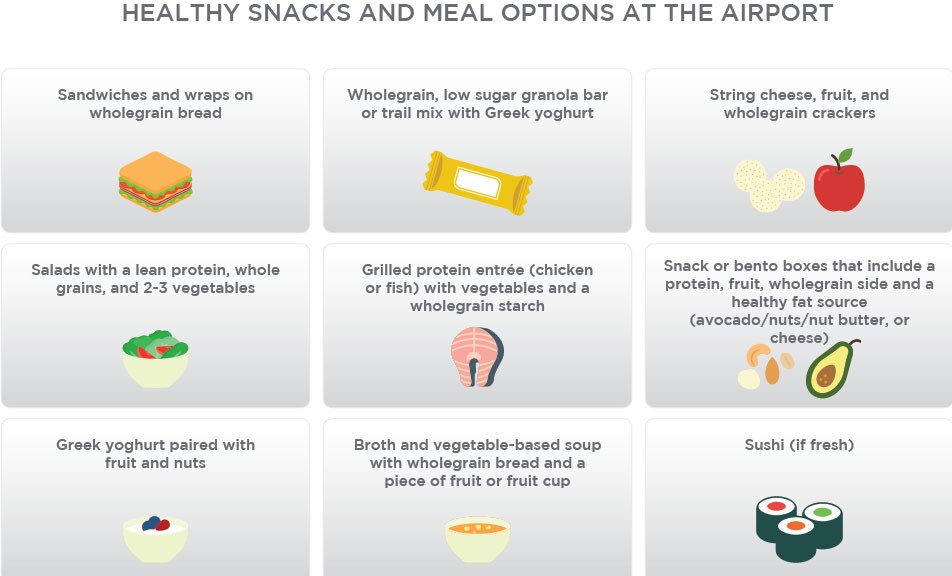 HEALTHY SNACKS AND MEAL OPTIONS AT THE AIRPORT
Sandwiches and wraps on
wholegrain bread
Wholegrain, low sugar granola bar
or trail mix with Greek yoghurt
String cheese, fruit, and
wholegrain crackers
Salads with a lean protein, whole
grains, and 2-3 vegetables
Grilled protein entrée (chicken
or fish) with vegetables and a
wholegrain starch
Snack or bento boxes that include a
protein, fruit, wholegrain side and a
healthy fat source
(avocado/nuts/nut butter, or
cheese)
Greek yoghurt paired with
fruit and nuts
Broth and vegetable-based soup
with wholegrain bread and a
piece of fruit or fruit cup
Sushi (if fresh)